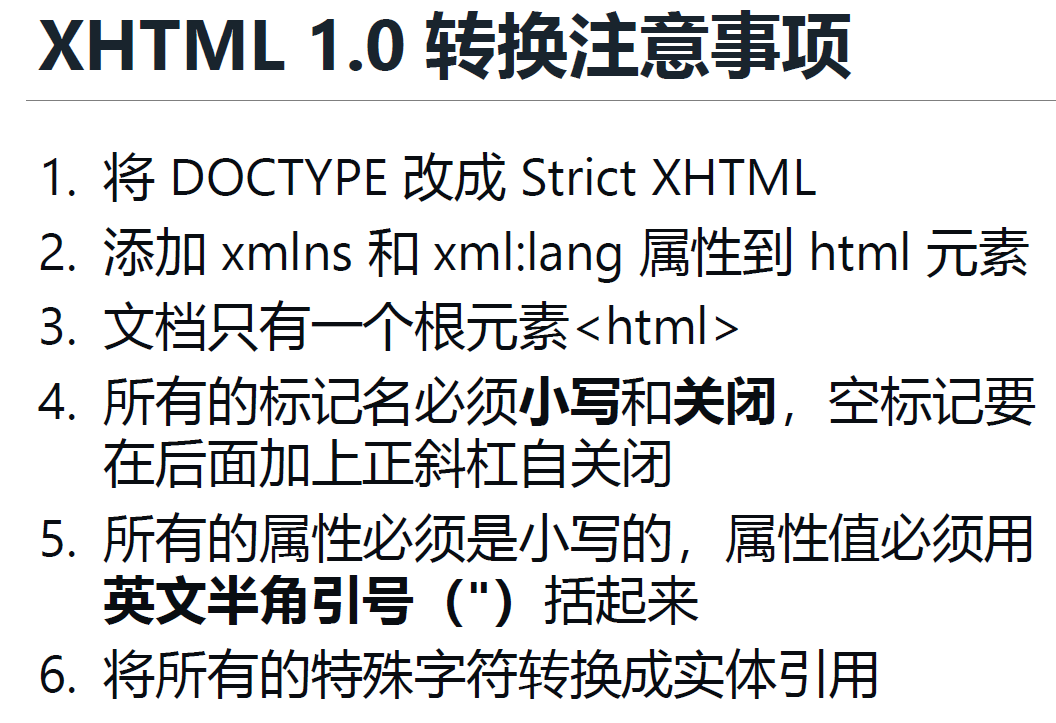 XHTML 1.0 转换注意事项
1. 将 DOCTYPE 改成 Strict XHTML
2. 添加 xmlns 和 xml:lang 属性到 html 元素
3. 文档只有一个根元素<html>
4. 所有的标记名必须小写和关闭，空标记要
在后面加上正斜杠自关闭
5. 所有的属性必须是小写的，属性值必须用
英文半角引号（"）括起来
6. 将所有的特殊字符转换成实体引用